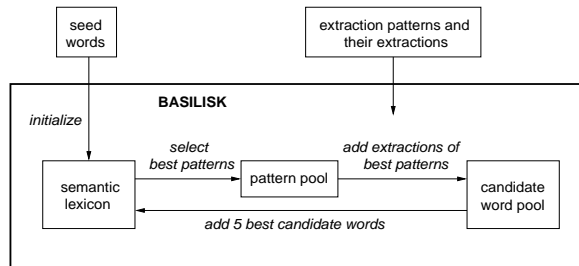 seed
words
extraction patterns and
their extractions
BASILISK
initialize
select
best patterns
add extractions of
best patterns
semantic
lexicon
pattern pool
candidate
word pool
add 5 best candidate words